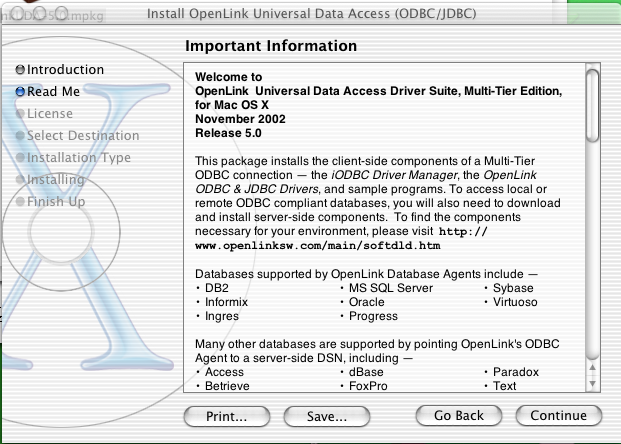 Install OpenLink Universal Data Access (ODBC/JDBC)
Important Information
Introduction
Read Me
License
Select Destination
Installation Type
Installing
Finish Up
Welcome to
OpenLink Universal Data Access Driver Suite, Multi-Tier Edition,
for Mac OS X
November 2002
Release 5.0
This package installs the client-side components of a Multi-Tier
ODBC connection — the iODBC Driver Manager, the OpenLink
ODBC & JDBC Drivers, and sample programs. To access local or
remote ODBC compliant databases, you will also need to download
and install server-side components. To find the components
necessary for your environment, please visit http://
www.openlinksw.com/main/softdld.htm
Databases supported by OpenLink Database Agents include —
• DB2 • MS SQL Server • Sybase
• Informix • Oracle • Virtuoso
• Ingres • Progress
Many other databases are supported by pointing OpenLink's ODBC
Agent to a server-side DSN, including —
• Access • dBase • Paradox
• Betrieve • FoxPro • Text
Print... Save... Go Back Continue